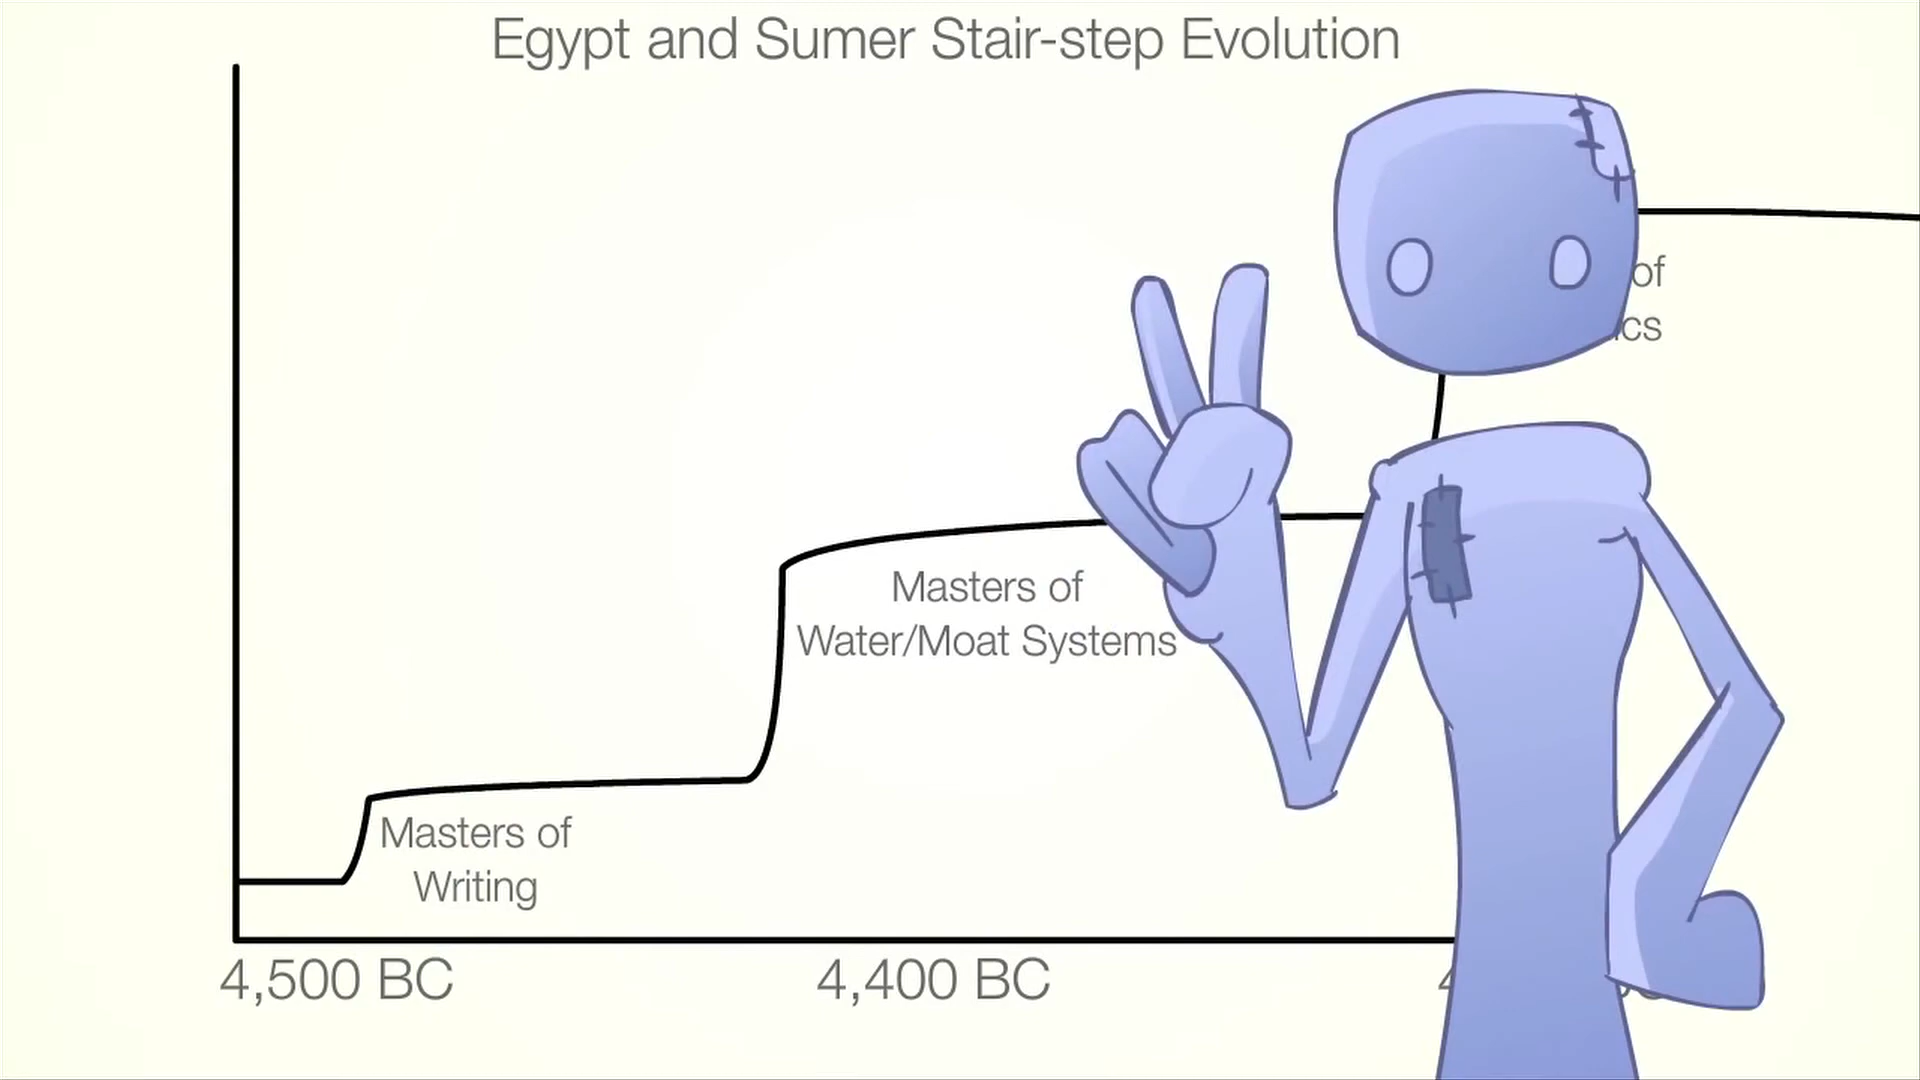 Egypt and Sumer Stair-step Evolution
of
Masters of
Water/Moat Systems
Masters of
Writing
4,500 BC
4,400 BC